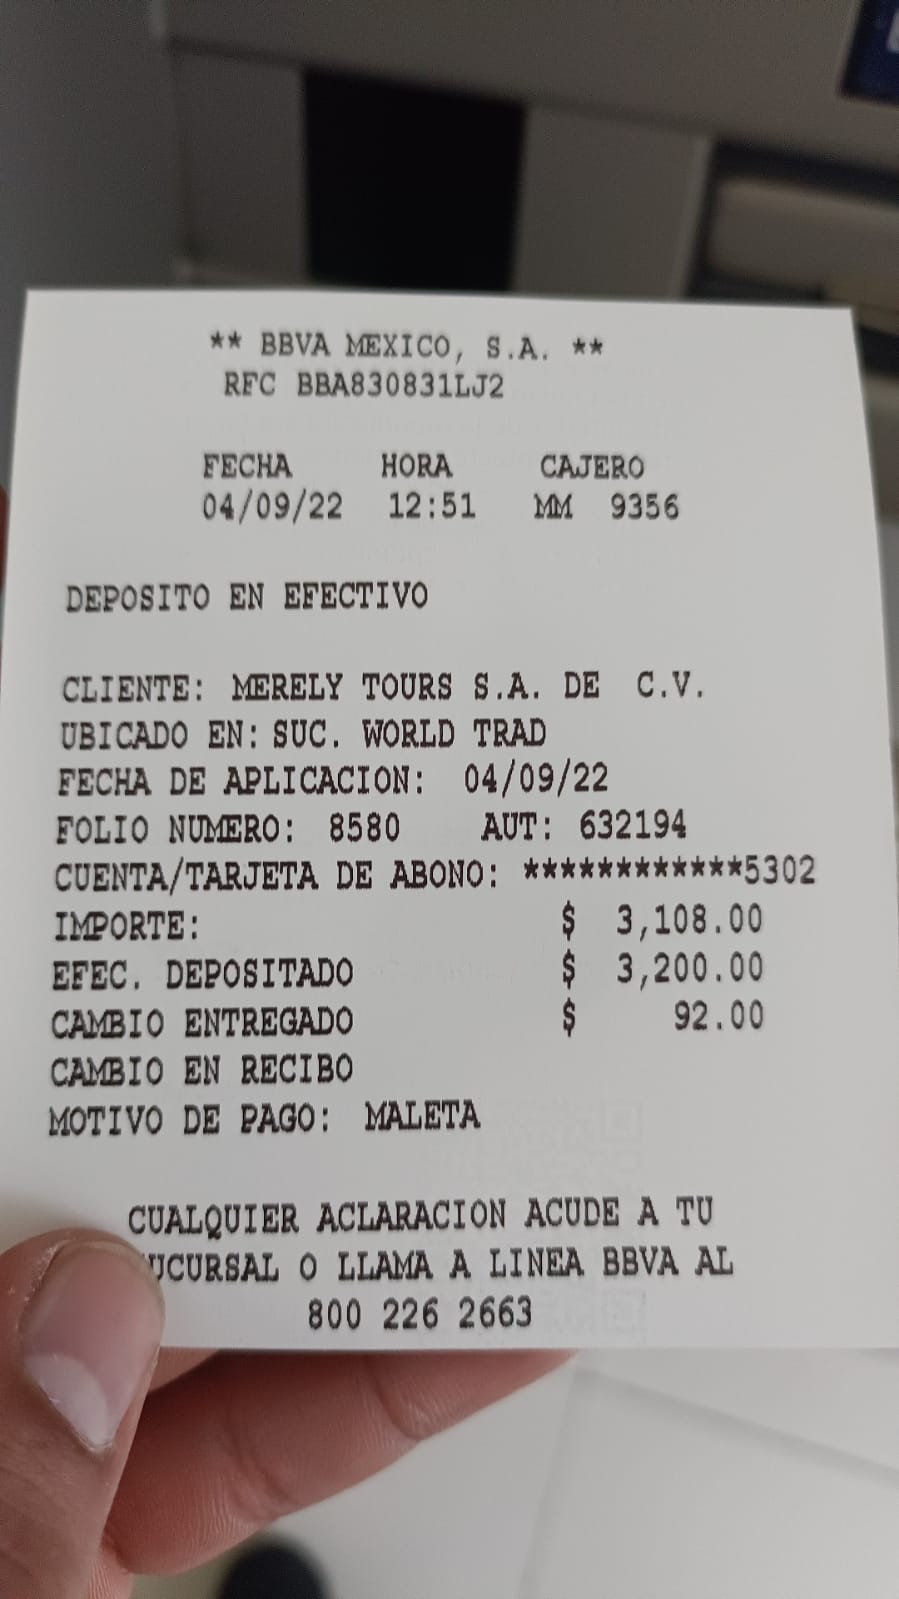 ** BBVA MEXICO, S.A. **
RFC BBA830831LJ2
FECHA HORA CAJERO
04/09/22 12:51 MM 9356
DEPOSITO EN EFECTIVO
CLIENTE: MERELY TOURS S.A. DE C.V.
UBICADO EN: SUC. WORLD TRAD
FECHA DE APLICACION: 04/09/22
FOLIO NUMERO: 8580 AUT: 632194
CUENTA/TARJETA DE ABONO: ************5302
IMPORTE: $ 3,108.00
EFEC. DEPOSITADO $ 3,200.00
CAMBIO ENTREGADO $ 92.00
CAMBIO EN RECIBO
MOTIVO DE PAGO: MALETA
CUALQUIER ACLARACION ACUDE A TU
UCURSAL O LLAMA A LINEA BBVA AL
800 226 2663